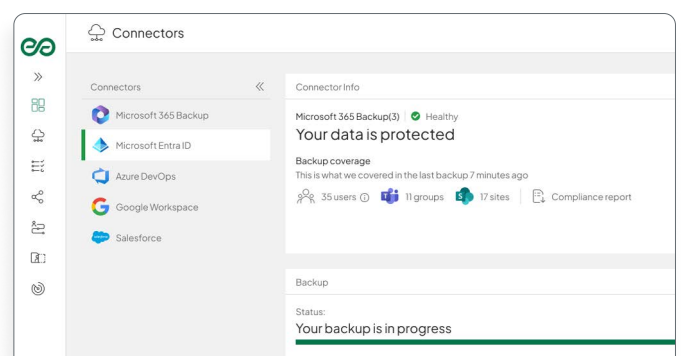 Connectors
Connectors
Microsoft 365 Backup
Microsoft Entra ID
Azure DevOps
Google Workspace
Salesforce
Connector Info
Microsoft 365 Backup(3) Healthy
Your data is protected
Backup coverage
This is what we covered in the last backup 7 minutes ago
35 users 11 groups 17 sites Compliance report
Backup
Status:
Your backup is in progress